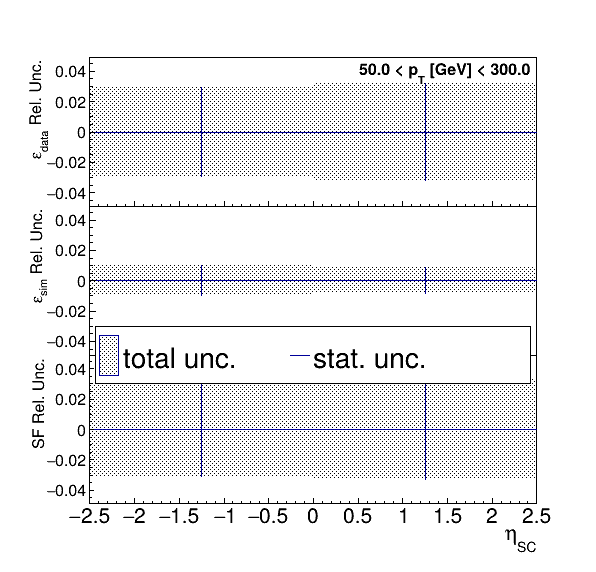 50.0 < p_T [GeV] < 300.0
ε_data Rel. Unc.
0.04
0.02
0
−0.02
−0.04
ε_sim Rel. Unc.
0.04
0.02
0
−0.02
−0.04
total unc. stat. unc.
SF Rel. Unc.
0.04
0.02
0
−0.02
−0.04
−2.5 −2 −1.5 −1 −0.5 0 0.5 1 1.5 2 2.5
η_SC